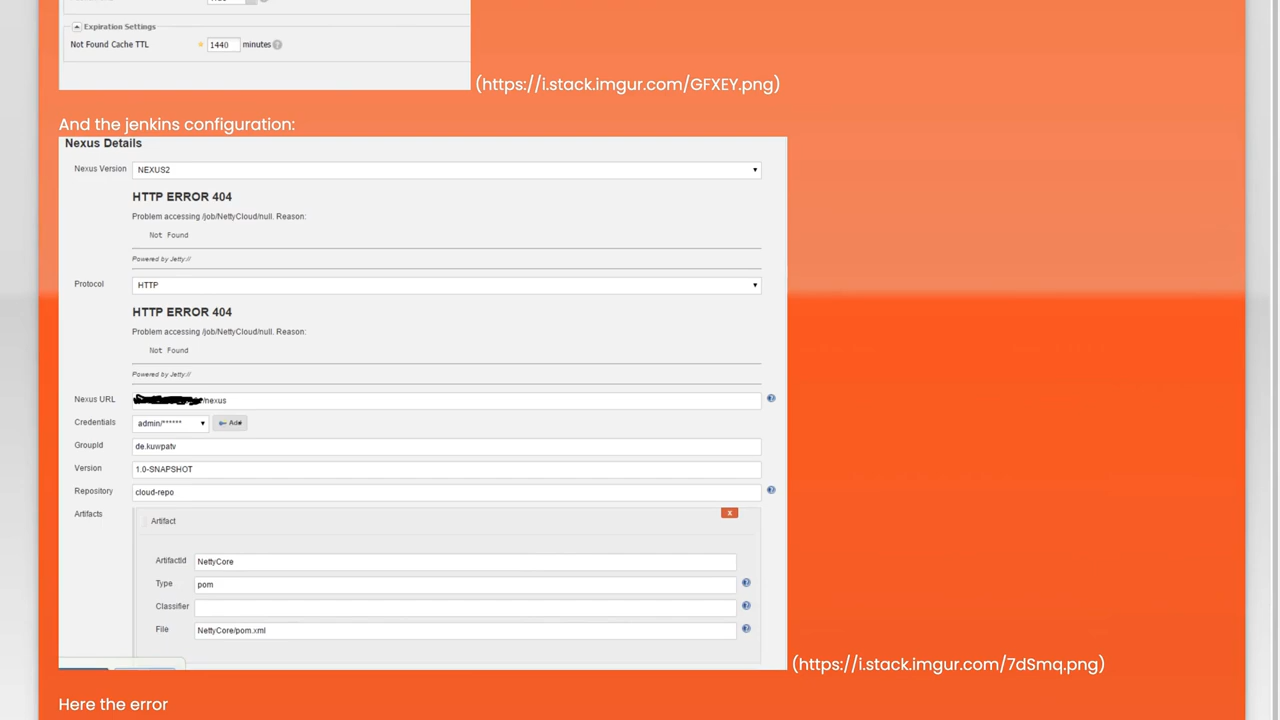 Expiration Settings
Not Found Cache TTL 1440 minutes
(https://i.stack.imgur.com/GFXEY.png)
And the jenkins configuration:
Nexus Details
Nexus Version NEXUS2
HTTP ERROR 404
Problem accessing /job/NettyCloud/null. Reason:
Not Found
Powered by Jetty://
Protocol HTTP
HTTP ERROR 404
Problem accessing /job/NettyCloud/null. Reason:
Not Found
Powered by Jetty://
Nexus URL /nexus
Credentials admin/****** Add
GroupId de.kuwpatv
Version 1.0-SNAPSHOT
Repository cloud-repo
Artifacts
Artifact
X
ArtifactId NettyCore
Type pom
Classifier
File NettyCore/pom.xml
(https://i.stack.imgur.com/7dSmq.png)
Here the error